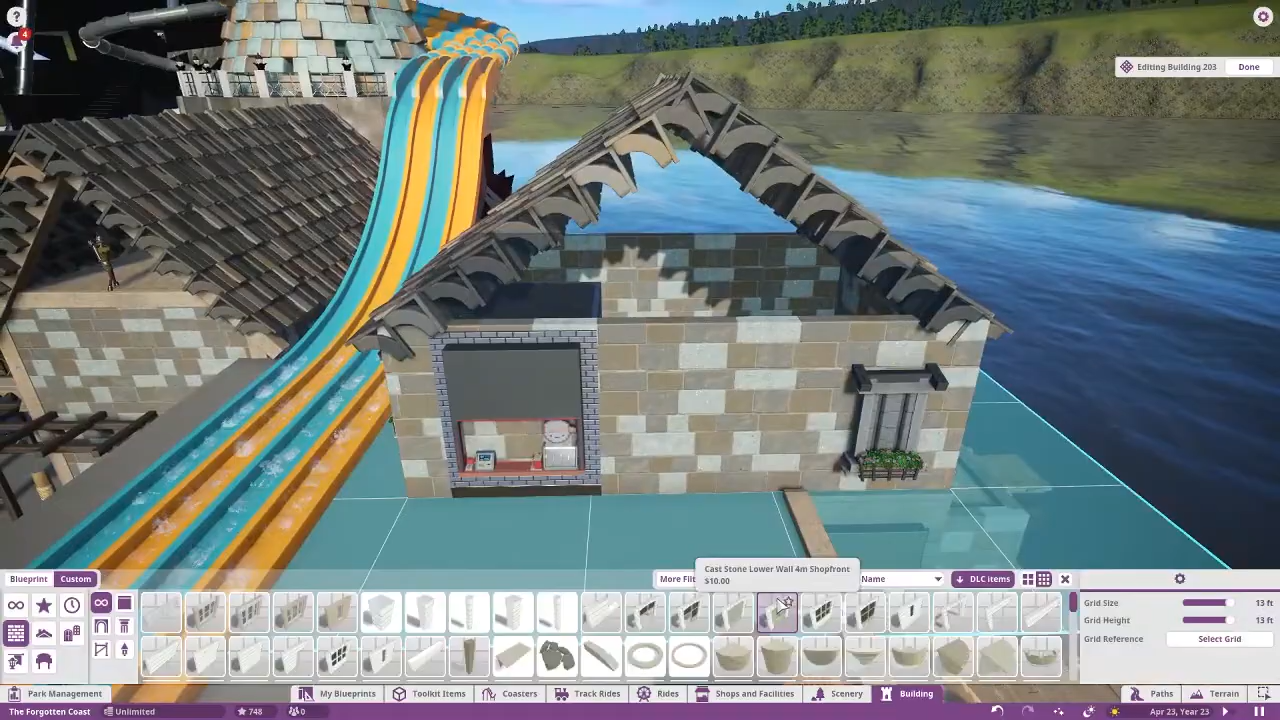 ?
4
Editing Building 203 Done
Blueprint Custom
More Filt
Cast Stone Lower Wall 4m Shopfront
$10.00
Name
DLC items
Grid Size 13 ft
Grid Height 13 ft
Grid Reference Select Grid
Park Management My Blueprints Toolkit Items Coasters Track Rides Rides Shops and Facilities Scenery Building Paths Terrain
The Forgotten Coast Unlimited 748 0 Apr 23, Year 23